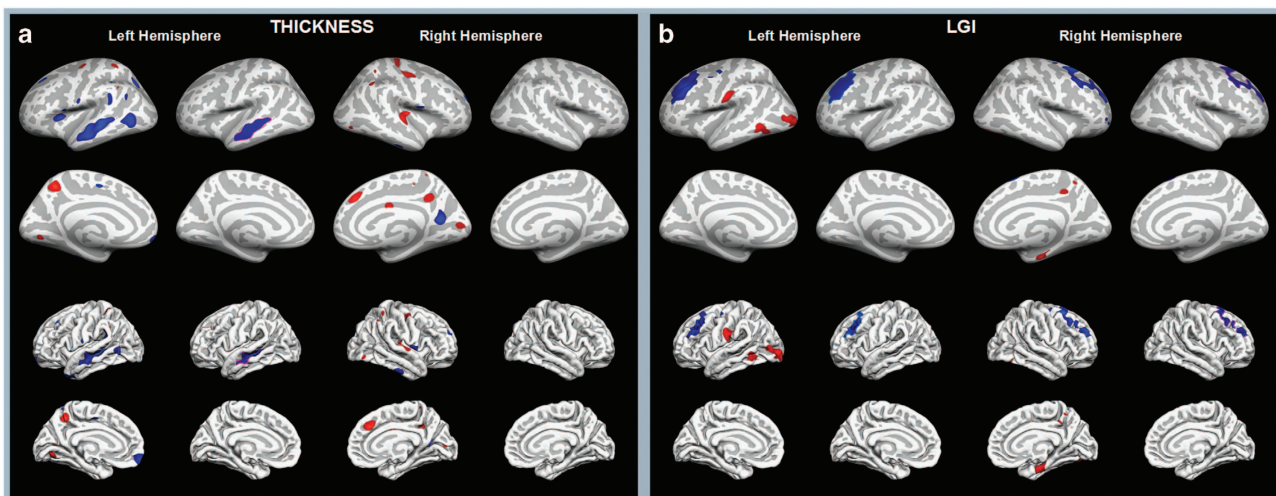 a
THICKNESS
Left Hemisphere
Right Hemisphere
b
LGI
Left Hemisphere
Right Hemisphere